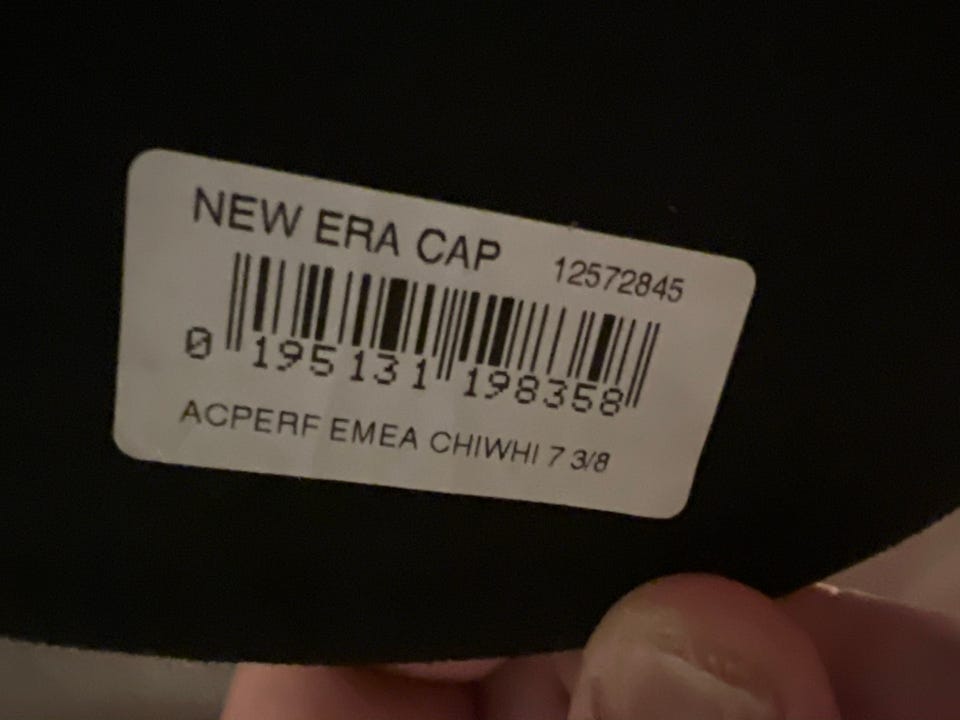 NEW ERA CAP 12572845
0 195131 198358
ACPERF EMEA CHIWHI 7 3/8